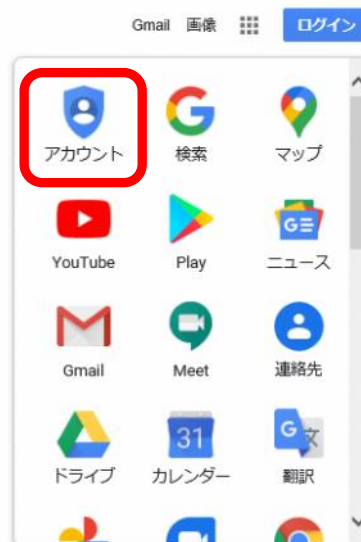 Gmail 画像 ログイン
アカウント 検索 マップ
G
YouTube Play ニュース
Gmail Meet 連絡先
31 G 文
ドライブ カレンダー 翻訳